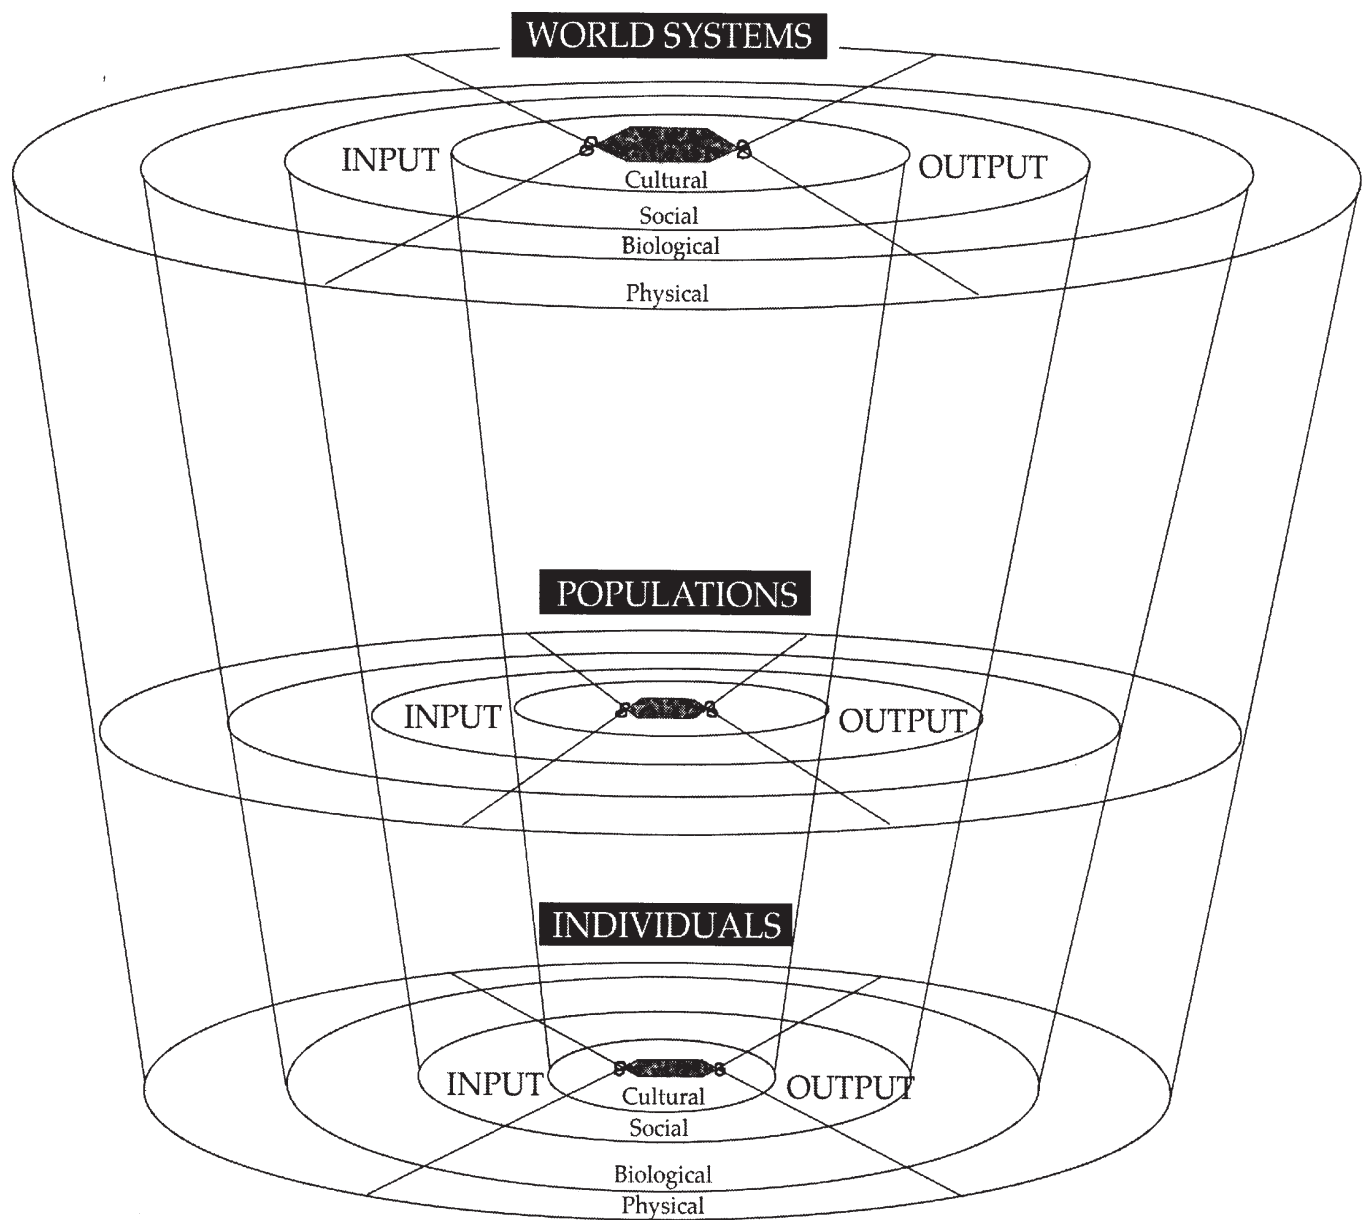 WORLD SYSTEMS
INPUT
OUTPUT
Cultural
Social
Biological
Physical
POPULATIONS
INPUT
OUTPUT
INDIVIDUALS
INPUT
OUTPUT
Cultural
Social
Biological
Physical